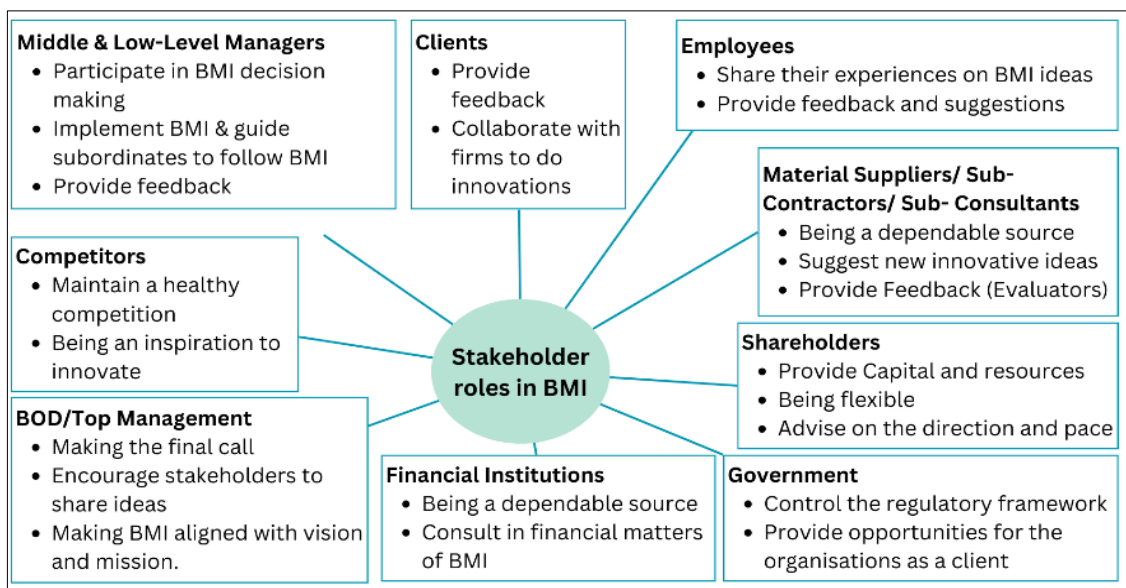 Middle & Low-Level Managers
• Participate in BMI decision
making
• Implement BMI & guide
subordinates to follow BMI
• Provide feedback
Clients
• Provide
feedback
• Collaborate with
firms to do
innovations
Employees
• Share their experiences on BMI ideas
• Provide feedback and suggestions
Material Suppliers/ Sub-
Contractors/ Sub- Consultants
• Being a dependable source
• Suggest new innovative ideas
• Provide Feedback (Evaluators)
Competitors
• Maintain a healthy
competition
• Being an inspiration to
innovate
Stakeholder
roles in BMI
Shareholders
• Provide Capital and resources
• Being flexible
• Advise on the direction and pace
BOD/Top Management
• Making the final call
• Encourage stakeholders to
share ideas
• Making BMI aligned with vision
and mission.
Financial Institutions
• Being a dependable source
• Consult in financial matters
of BMI
Government
• Control the regulatory framework
• Provide opportunities for the
organisations as a client